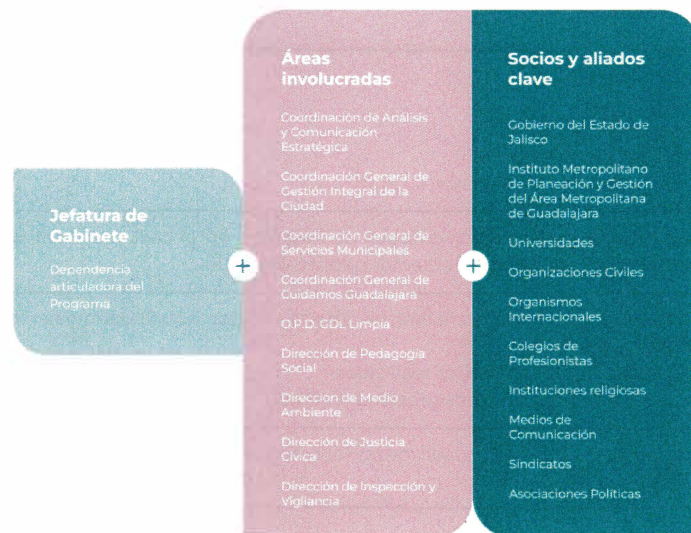 Jefatura de
Gabinete
Dependencia
articuladora del
Programa
Áreas
involucradas
Coordinación de Análisis
y Comunicación
Estratégica
Coordinación General de
Gestión Integral de la
Ciudad
Coordinación General de
Servicios Municipales
Coordinación General de
Cuidamos Guadalajara
O.P.D. GDL Limpia
Dirección de Pedagogía
Social
Dirección de Medio
Ambiente
Dirección de Justicia
Cívica
Dirección de Inspección y
Vigilancia
Socios y aliados
clave
Gobierno del Estado de
Jalisco
Instituto Metropolitano
de Planeación y Gestión
del Área Metropolitana
de Guadalajara
Universidades
Organizaciones Civiles
Organismos
Internacionales
Colegios de
Profesionistas
Instituciones religiosas
Medios de
Comunicación
Sindicatos
Asociaciones Políticas